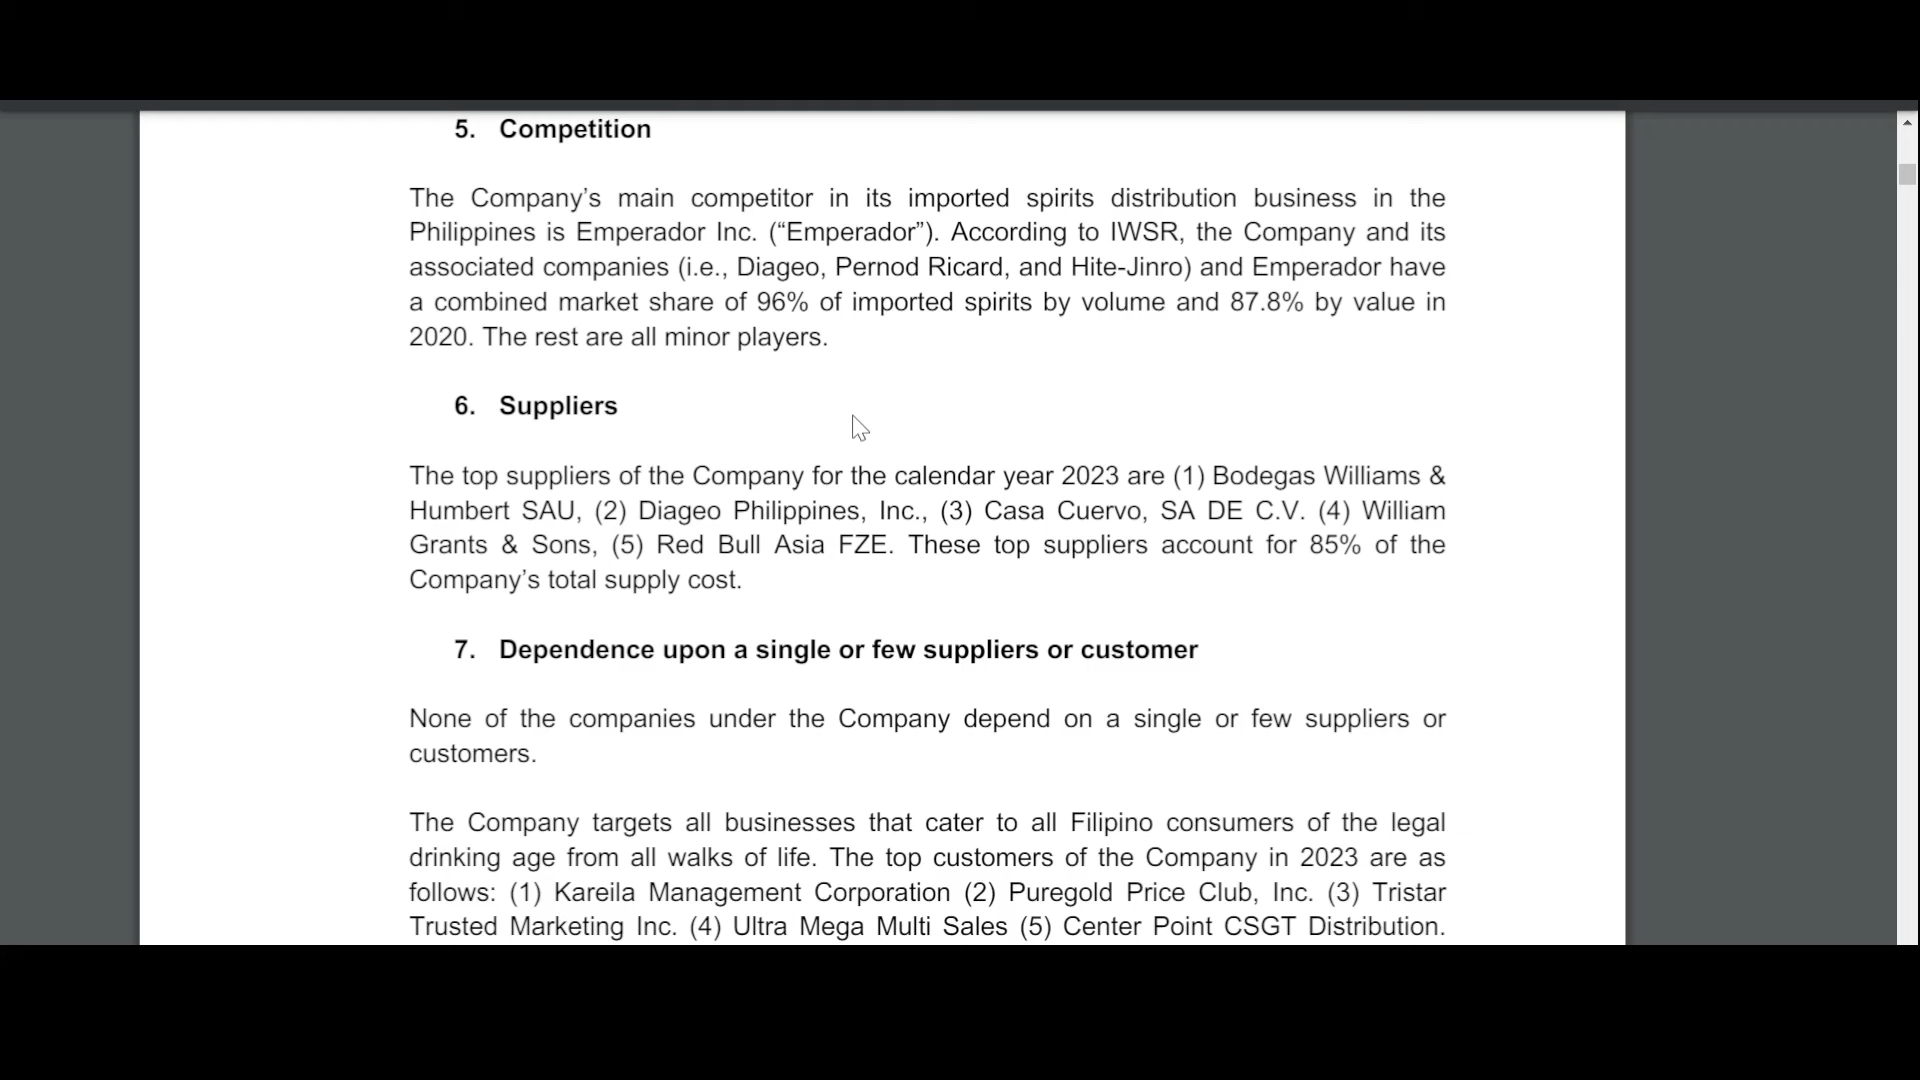 5. Competition
The Company’s main competitor in its imported spirits distribution business in the
Philippines is Emperador Inc. (“Emperador”). According to IWSR, the Company and its
associated companies (i.e., Diageo, Pernod Ricard, and Hite-Jinro) and Emperador have
a combined market share of 96% of imported spirits by volume and 87.8% by value in
2020. The rest are all minor players.
6. Suppliers
The top suppliers of the Company for the calendar year 2023 are (1) Bodegas Williams &
Humbert SAU, (2) Diageo Philippines, Inc., (3) Casa Cuervo, SA DE C.V. (4) William
Grants & Sons, (5) Red Bull Asia FZE. These top suppliers account for 85% of the
Company’s total supply cost.
7. Dependence upon a single or few suppliers or customer
None of the companies under the Company depend on a single or few suppliers or
customers.
The Company targets all businesses that cater to all Filipino consumers of the legal
drinking age from all walks of life. The top customers of the Company in 2023 are as
follows: (1) Kareila Management Corporation (2) Puregold Price Club, Inc. (3) Tristar
Trusted Marketing Inc. (4) Ultra Mega Multi Sales (5) Center Point CSGT Distribution.